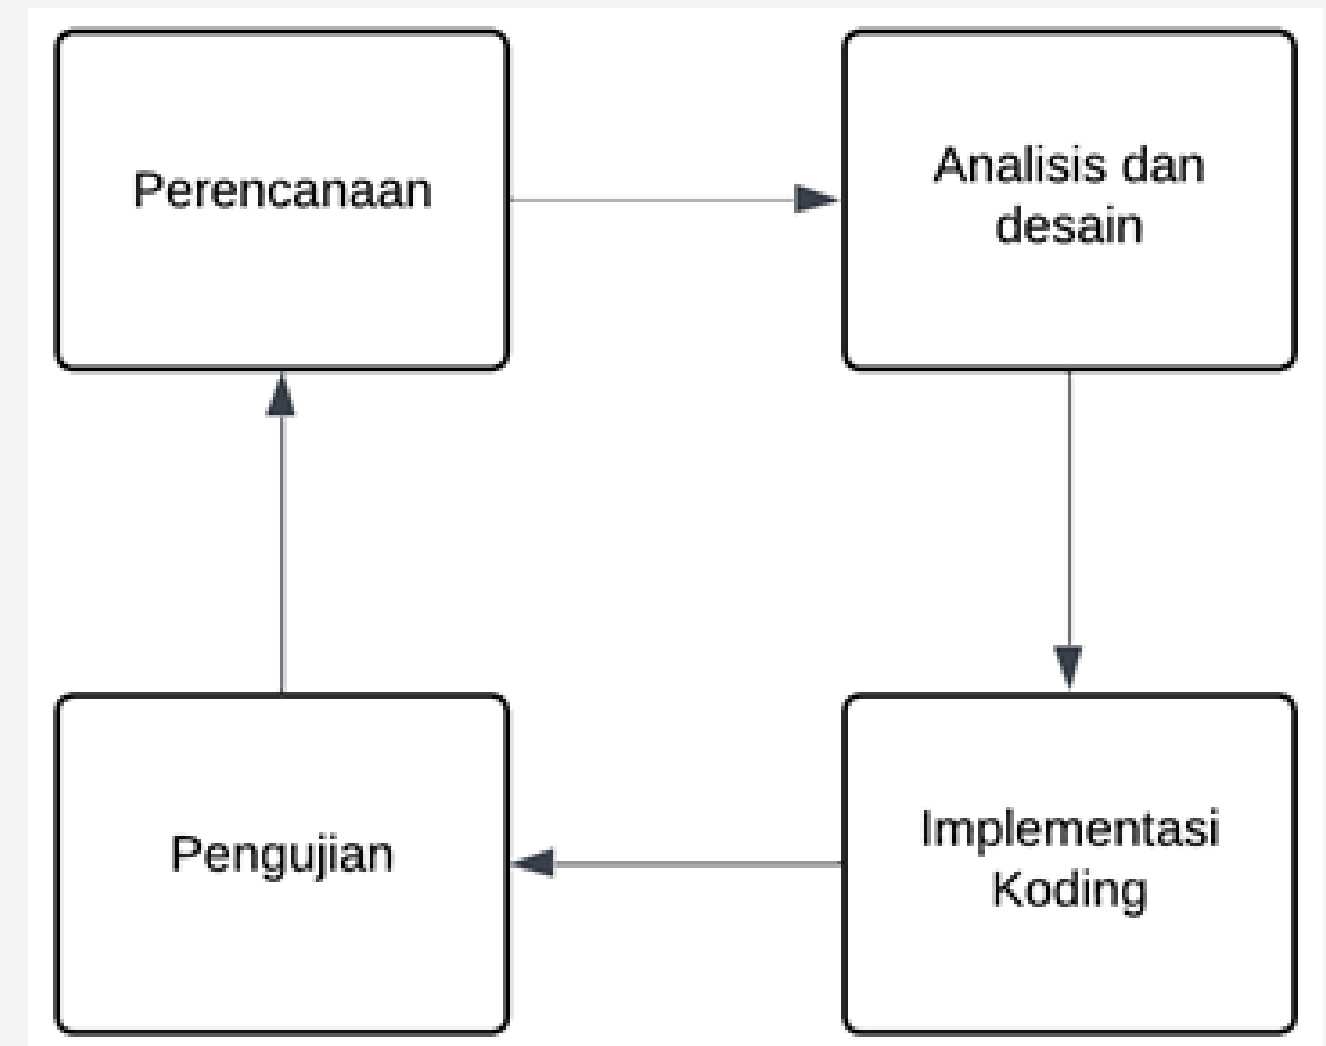 Perencanaan
Analisis dan
desain
Pengujian
Implementasi
Koding